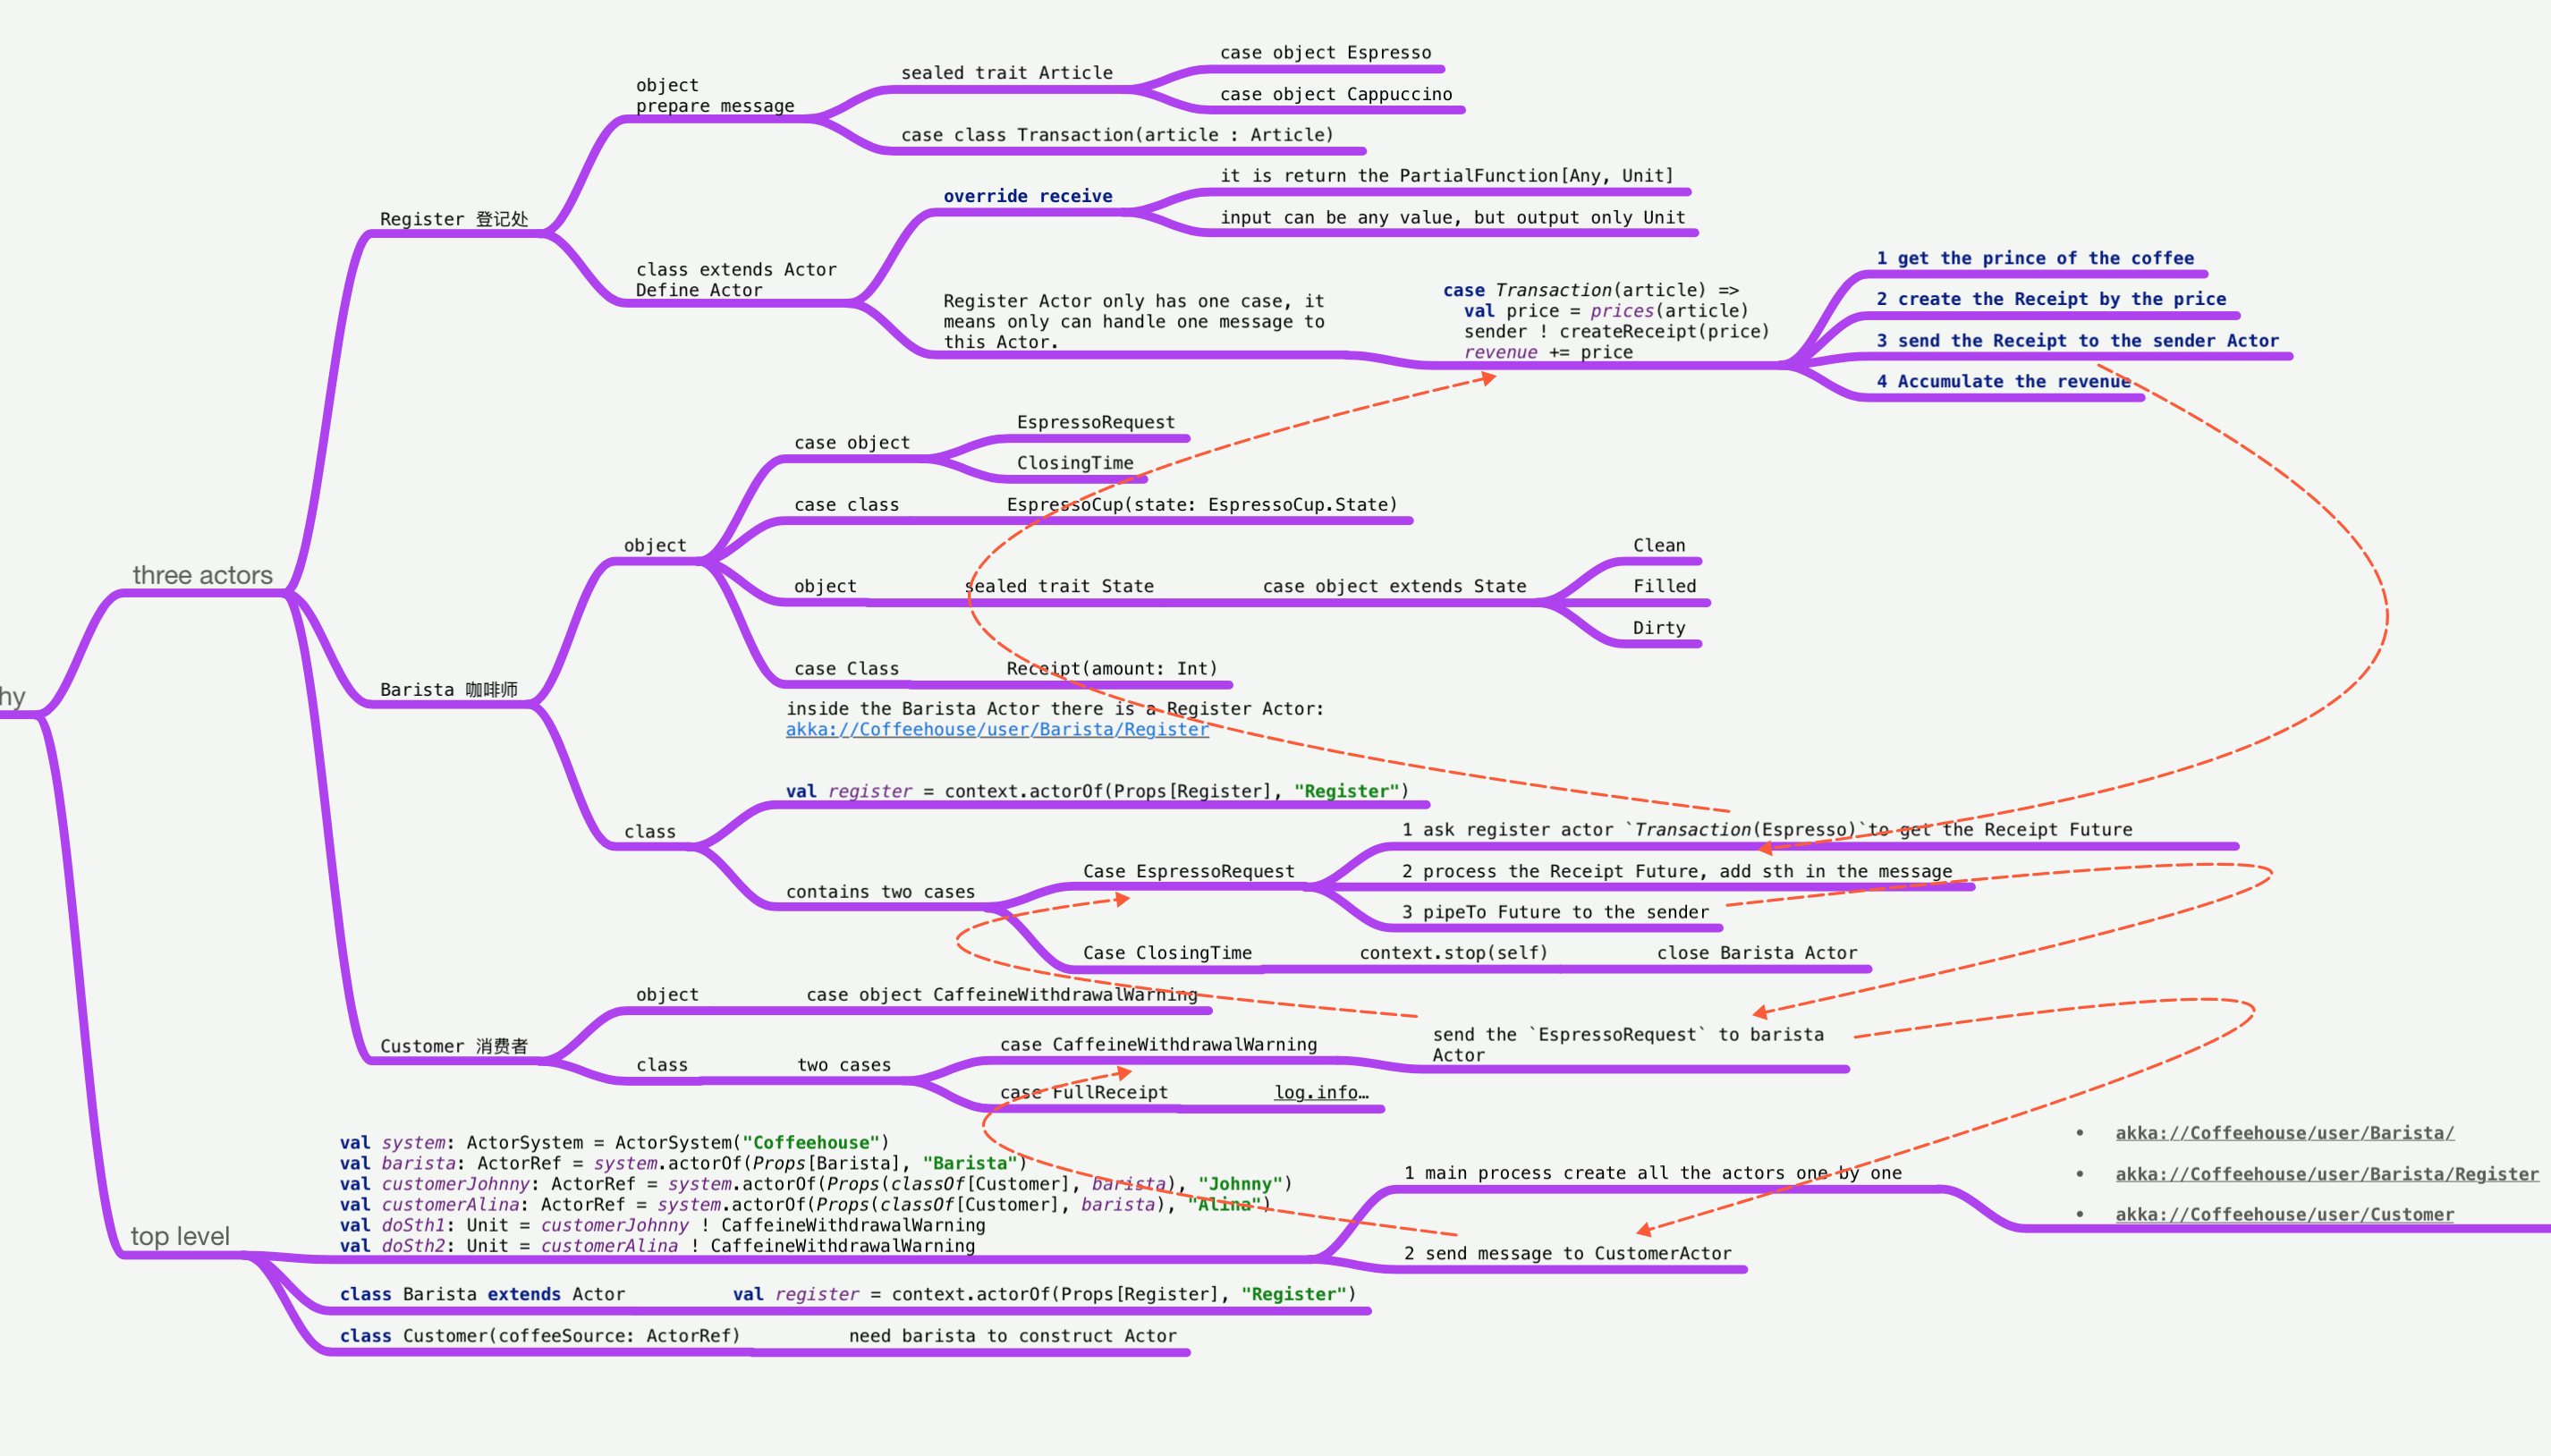 hy
three actors
Register 登记处
object
prepare message
sealed trait Article
case object Espresso
case object Cappuccino
case class Transaction(article : Article)
class extends Actor
Define Actor
override receive
it is return the PartialFunction[Any, Unit]
input can be any value, but output only Unit
Register Actor only has one case, it
means only can handle one message to
this Actor.
case Transaction(article) =>
val price = prices(article)
sender ! createReceipt(price)
revenue += price
1 get the prince of the coffee
2 create the Receipt by the price
3 send the Receipt to the sender Actor
4 Accumulate the revenue
Barista 咖啡师
object
case object
EspressoRequest
ClosingTime
case class
EspressoCup(state: EspressoCup.State)
object
sealed trait State
case object extends State
Clean
Filled
Dirty
case Class
Receipt(amount: Int)
inside the Barista Actor there is a Register Actor:
akka://Coffeehouse/user/Barista/Register
class
val register = context.actorOf(Props[Register], "Register")
contains two cases
Case EspressoRequest
1 ask register actor `Transaction(Espresso)`to get the Receipt Future
2 process the Receipt Future, add sth in the message
3 pipeTo Future to the sender
Case ClosingTime
context.stop(self)
close Barista Actor
Customer 消费者
object
case object CaffeineWithdrawalWarning
class
two cases
case CaffeineWithdrawalWarning
send the `EspressoRequest` to barista
Actor
case FullReceipt
log.info…
top level
val system: ActorSystem = ActorSystem("Coffeehouse")
val barista: ActorRef = system.actorOf(Props[Barista], "Barista")
val customerJohnny: ActorRef = system.actorOf(Props(classOf[Customer], barista), "Johnny")
val customerAlina: ActorRef = system.actorOf(Props(classOf[Customer], barista), "Alina")
val doSth1: Unit = customerJohnny ! CaffeineWithdrawalWarning
val doSth2: Unit = customerAlina ! CaffeineWithdrawalWarning
1 main process create all the actors one by one
• akka://Coffeehouse/user/Barista/
• akka://Coffeehouse/user/Barista/Register
• akka://Coffeehouse/user/Customer
2 send message to CustomerActor
class Barista extends Actor
val register = context.actorOf(Props[Register], "Register")
class Customer(coffeeSource: ActorRef)
need barista to construct Actor